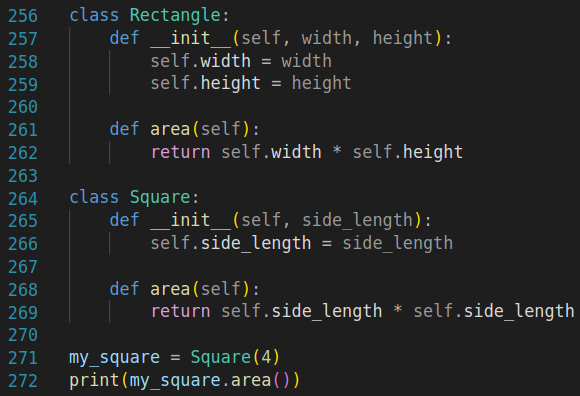 256 class Rectangle:
257     def __init__(self, width, height):
258         self.width = width
259         self.height = height
260
261     def area(self):
262         return self.width * self.height
263
264 class Square:
265     def __init__(self, side_length):
266         self.side_length = side_length
267
268     def area(self):
269         return self.side_length * self.side_length
270
271 my_square = Square(4)
272 print(my_square.area())